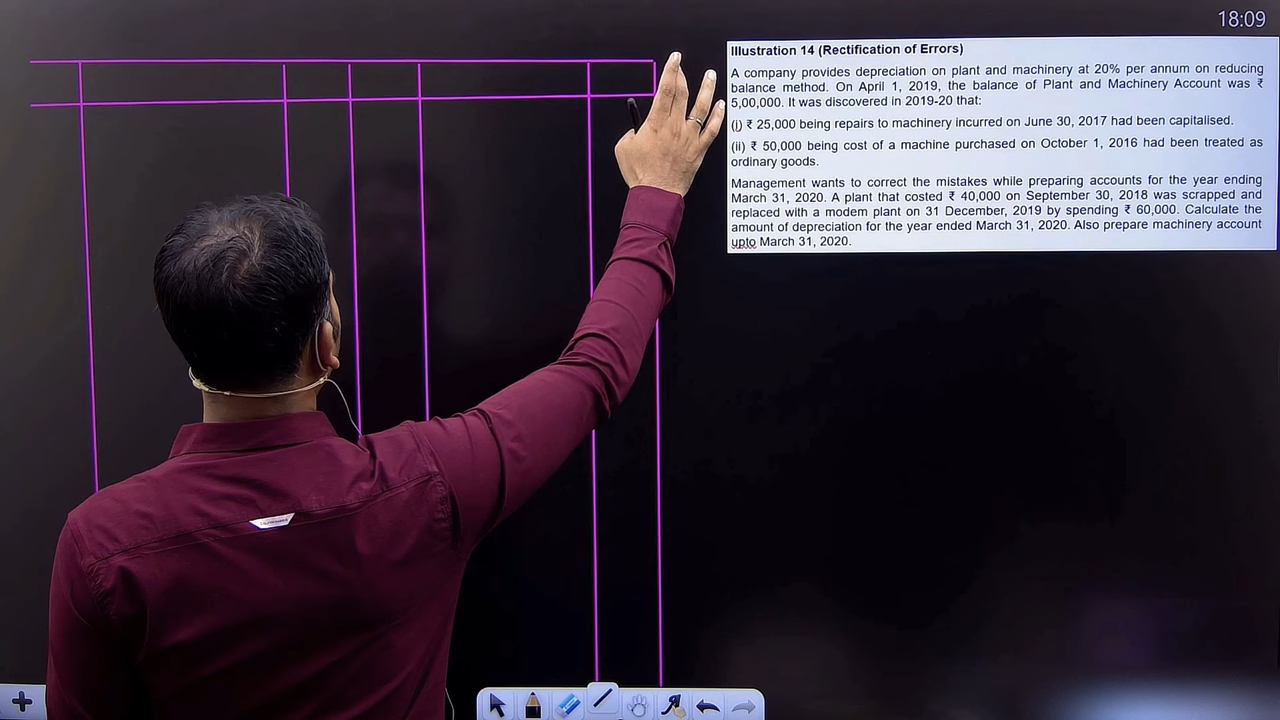 18:09
Illustration 14 (Rectification of Errors)
A company provides depreciation on plant and machinery at 20% per annum on reducing
balance method. On April 1, 2019, the balance of Plant and Machinery Account was ₹
5,00,000. It was discovered in 2019-20 that:
(i) ₹ 25,000 being repairs to machinery incurred on June 30, 2017 had been capitalised.
(ii) ₹ 50,000 being cost of a machine purchased on October 1, 2016 had been treated as
ordinary goods.
Management wants to correct the mistakes while preparing accounts for the year ending
March 31, 2020. A plant that costed ₹ 40,000 on September 30, 2018 was scrapped and
replaced with a modem plant on 31 December, 2019 by spending ₹ 60,000. Calculate the
amount of depreciation for the year ended March 31, 2020. Also prepare machinery account
upto March 31, 2020.